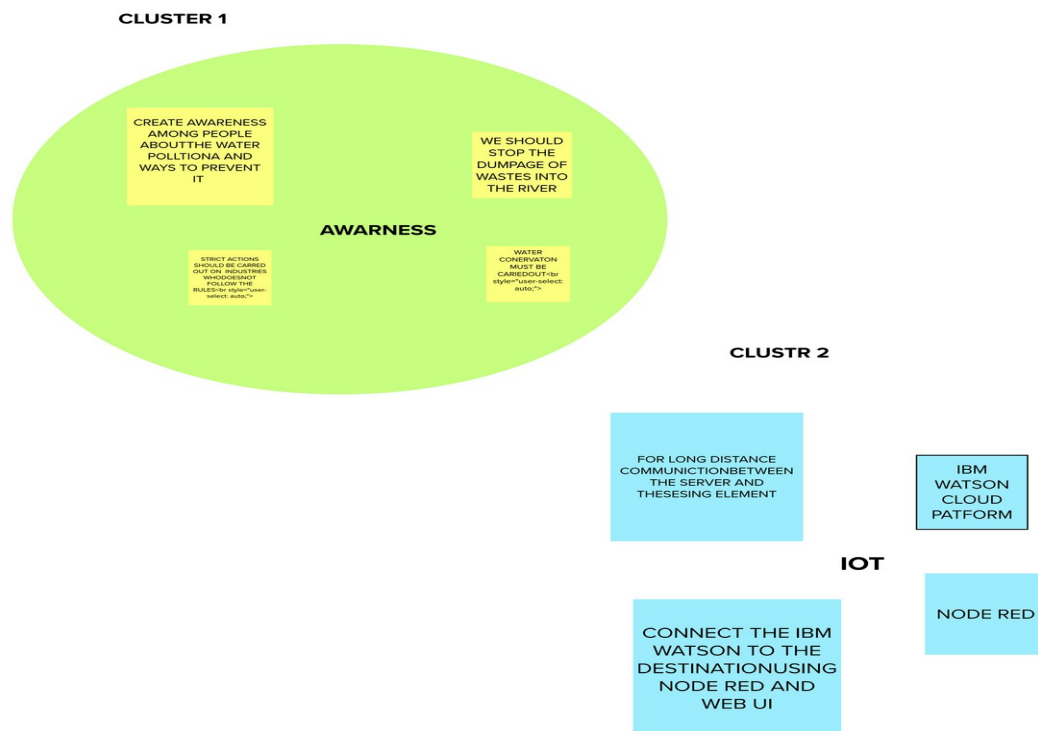 CLUSTER 1
CREATE AWARENESS
AMONG PEOPLE
ABOUTTHE WATER
POLLTIONA AND
WAYS TO PREVENT
IT
WE SHOULD
STOP THE
DUMPAGE OF
WASTES INTO
THE RIVER
AWARNESS
STRICT ACTIONS
SHOULD BE CARRED
OUT ON INDUSTRIES
WHODOESNOT
FOLLOW THE
RULES<br style="user-
select: auto;">
WATER
CONERVATON
MUST BE
CARIEDOUT<br
style="user-select:
auto;">
CLUSTR 2
FOR LONG DISTANCE
COMMUNICTIONBETWEEN
THE SERVER AND
THESESING ELEMENT
IBM
WATSON
CLOUD
PATFORM
IOT
NODE RED
CONNECT THE IBM
WATSON TO THE
DESTINATIONUSING
NODE RED AND
WEB UI